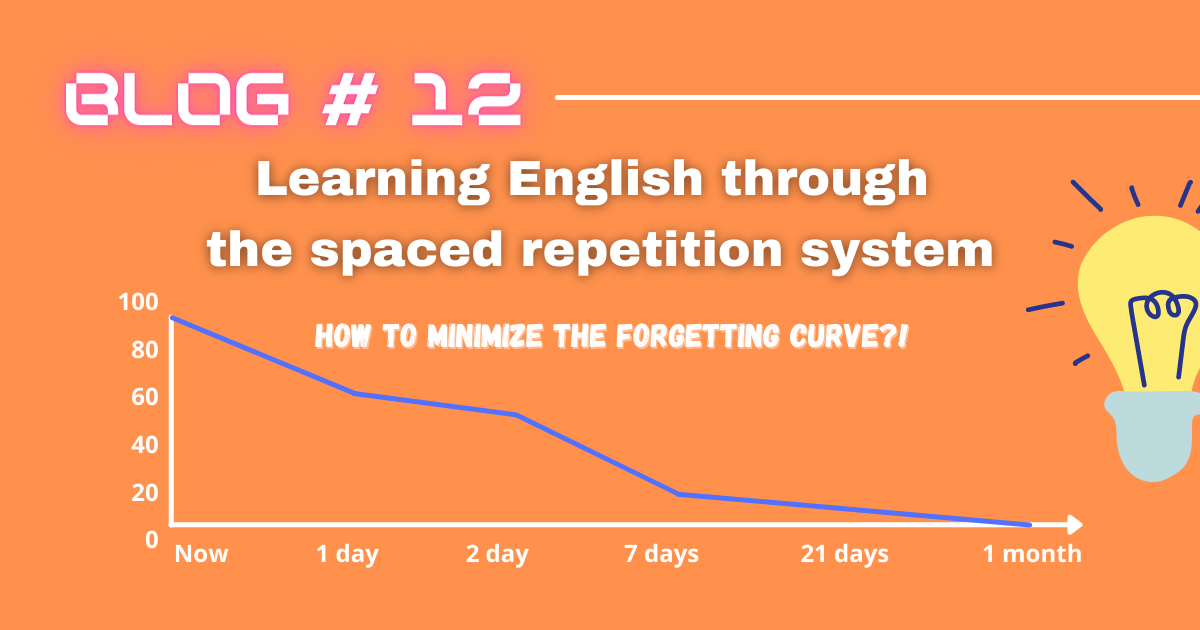 BLOG # 12
Learning English through
the spaced repetition system
HOW TO MINIMIZE THE FORGETTING CURVE?!
100
80
60
40
20
0
Now 1 day 2 day 7 days 21 days 1 month